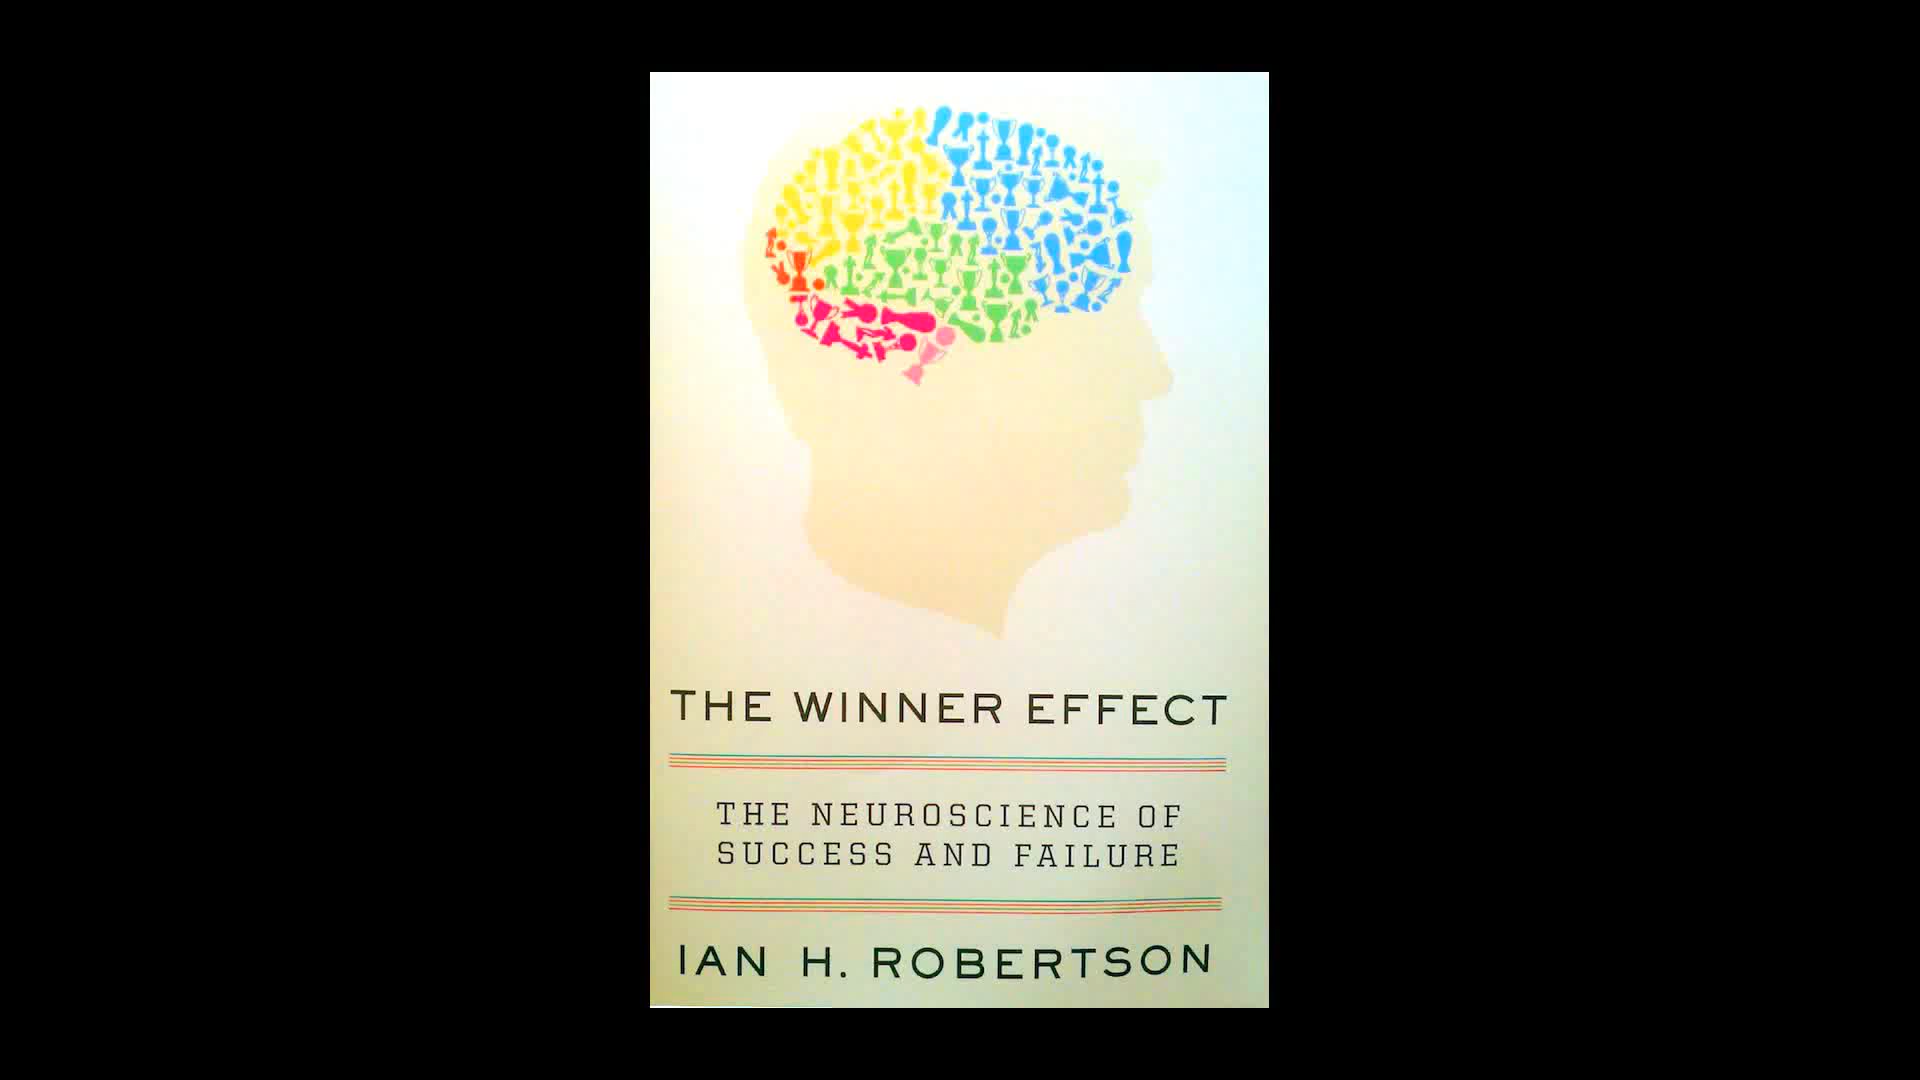 THE WINNER EFFECT
THE NEUROSCIENCE OF
SUCCESS AND FAILURE
IAN H. ROBERTSON